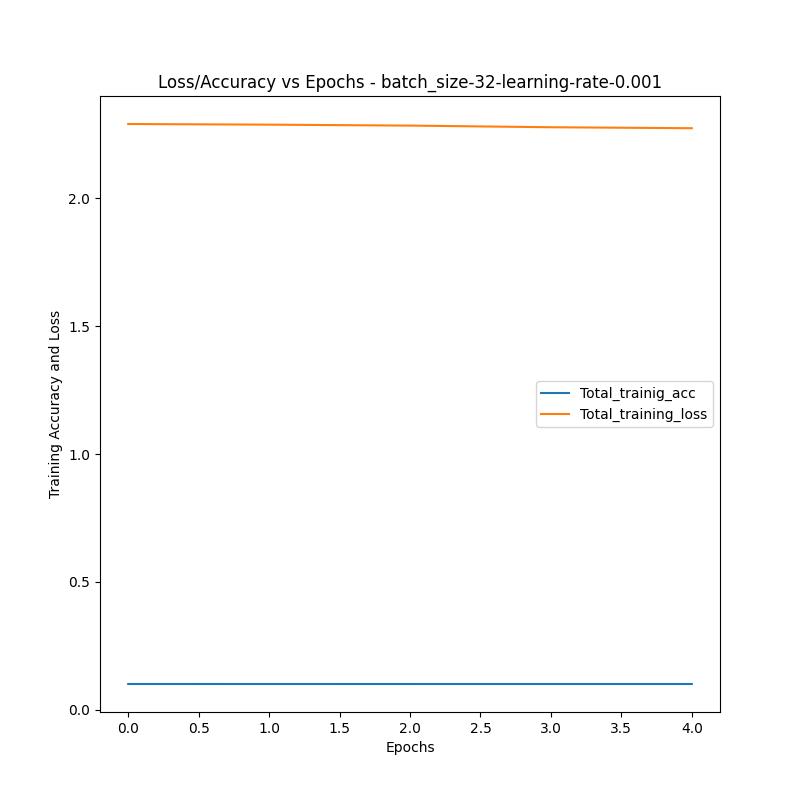 Loss/Accuracy vs Epochs - batch_size-32-learning-rate-0.001
Training Accuracy and Loss
2.0
1.5
1.0
0.5
0.0
Total_trainig_acc
Total_training_loss
0.0 0.5 1.0 1.5 2.0 2.5 3.0 3.5 4.0
Epochs